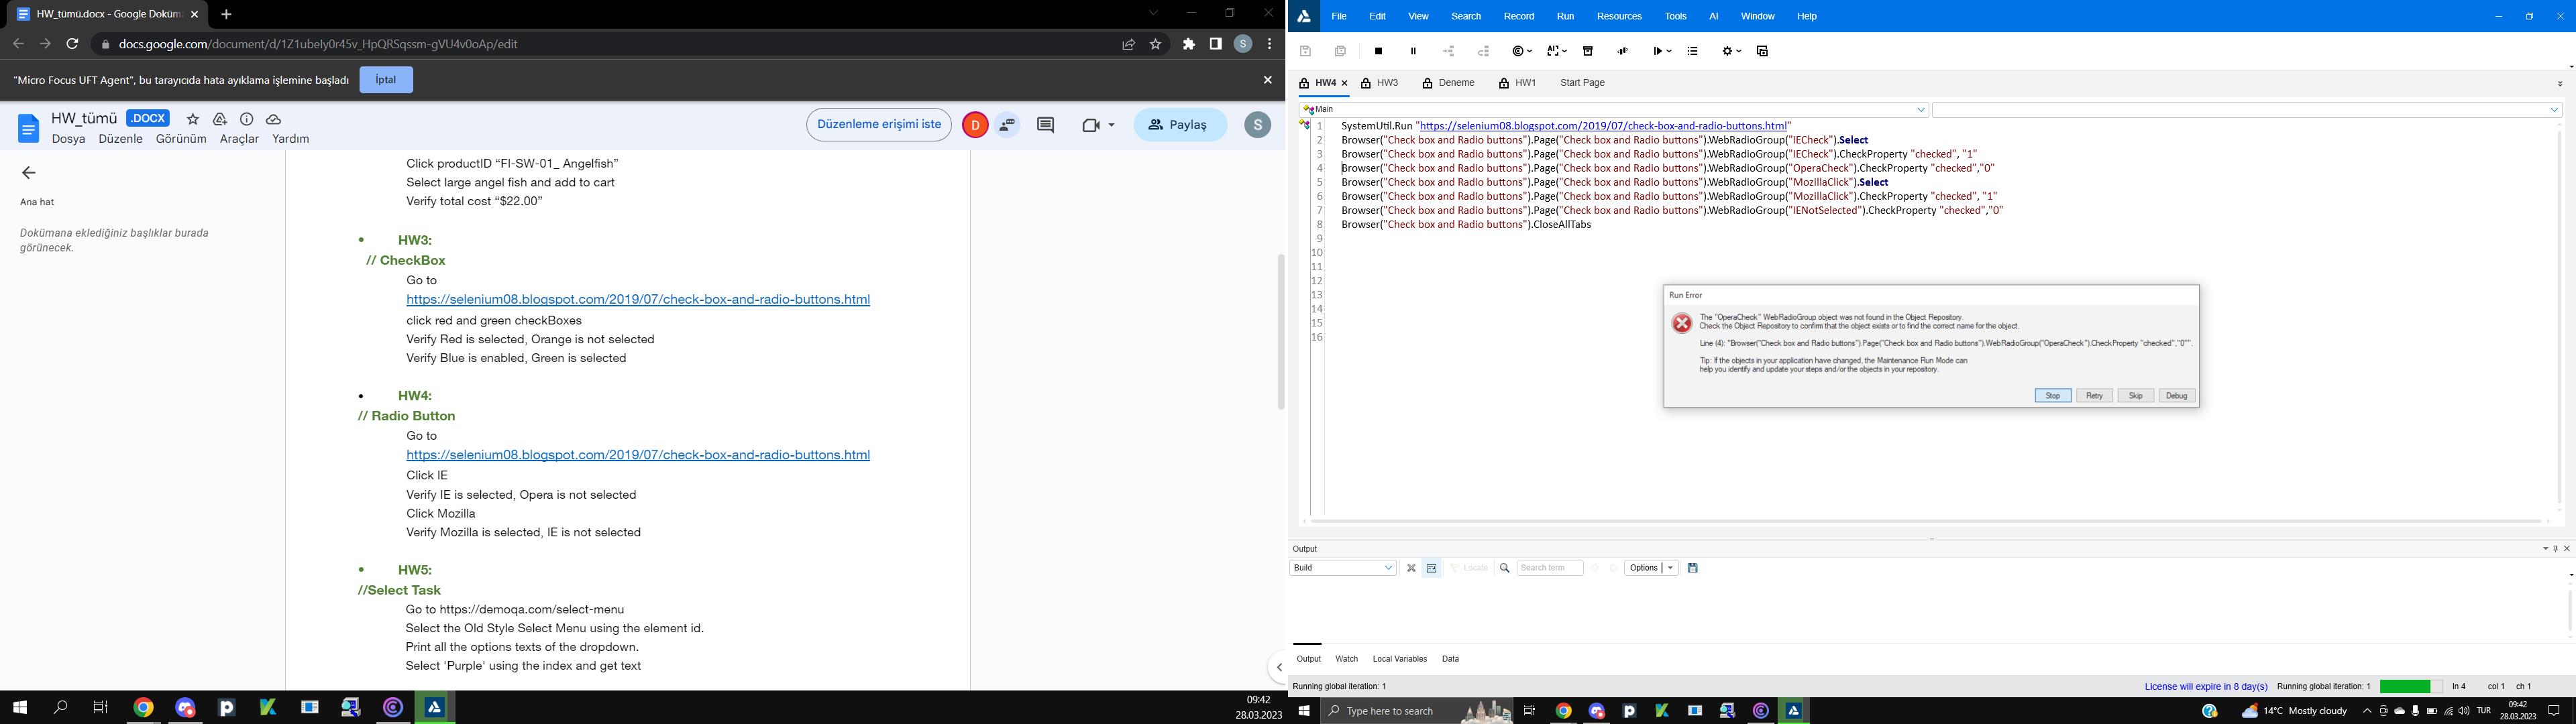 HW_tümü.docx - Google Doküm
docs.google.com/document/d/1Z1ubeIy0r45v_HpQRSqssm-gVU4v0oAp/edit
"Micro Focus UFT Agent", bu tarayıcıda hata ayıklama işlemine başladı
İptal
HW_tümü
.DOCX
Dosya Düzenle Görünüm Araçlar Yardım
Düzenleme erişimi iste
D
Paylaş
S
Ana hat
Dokümana eklediğiniz başlıklar burada
görünecek.
Click productID “FI-SW-01_ Angelfish”
Select large angel fish and add to cart
Verify total cost “$22.00”
• HW3:
// CheckBox
Go to
https://selenium08.blogspot.com/2019/07/check-box-and-radio-buttons.html
click red and green checkBoxes
Verify Red is selected, Orange is not selected
Verify Blue is enabled, Green is selected
• HW4:
// Radio Button
Go to
https://selenium08.blogspot.com/2019/07/check-box-and-radio-buttons.html
Click IE
Verify IE is selected, Opera is not selected
Click Mozilla
Verify Mozilla is selected, IE is not selected
• HW5:
//Select Task
Go to https://demoqa.com/select-menu
Select the Old Style Select Menu using the element id.
Print all the options texts of the dropdown.
Select 'Purple' using the index and get text
09:42
28.03.2023
File Edit View Search Record Run Resources Tools AI Window Help
HW4 HW3 Deneme HW1 Start Page
Main
1 SystemUtil.Run "https://selenium08.blogspot.com/2019/07/check-box-and-radio-buttons.html"
2 Browser("Check box and Radio buttons").Page("Check box and Radio buttons").WebRadioGroup("IECheck").Select
3 Browser("Check box and Radio buttons").Page("Check box and Radio buttons").WebRadioGroup("IECheck").CheckProperty "checked", "1"
4 Browser("Check box and Radio buttons").Page("Check box and Radio buttons").WebRadioGroup("OperaCheck").CheckProperty "checked","0"
5 Browser("Check box and Radio buttons").Page("Check box and Radio buttons").WebRadioGroup("MozillaClick").Select
6 Browser("Check box and Radio buttons").Page("Check box and Radio buttons").WebRadioGroup("MozillaClick").CheckProperty "checked", "1"
7 Browser("Check box and Radio buttons").Page("Check box and Radio buttons").WebRadioGroup("IENotSelected").CheckProperty "checked","0"
8 Browser("Check box and Radio buttons").CloseAllTabs
9
10
11
12
13
14
15
16
Run Error
The "OperaCheck" WebRadioGroup object was not found in the Object Repository.
Check the Object Repository to confirm that the object exists or to find the correct name for the object.
Line (4): "Browser("Check box and Radio buttons").Page("Check box and Radio buttons").WebRadioGroup("OperaCheck").CheckProperty "checked","0"".
Tip: If the objects in your application have changed, the Maintenance Run Mode can
help you identify and update your steps and/or the objects in your repository.
Stop Retry Skip Debug
Output
Build
Locate
Search term
Options
Output Watch Local Variables Data
Running global iteration: 1
License will expire in 8 day(s) Running global iteration: 1 ln 4 col 1 ch 1
Type here to search
14°C Mostly cloudy
TUR
09:42
28.03.2023